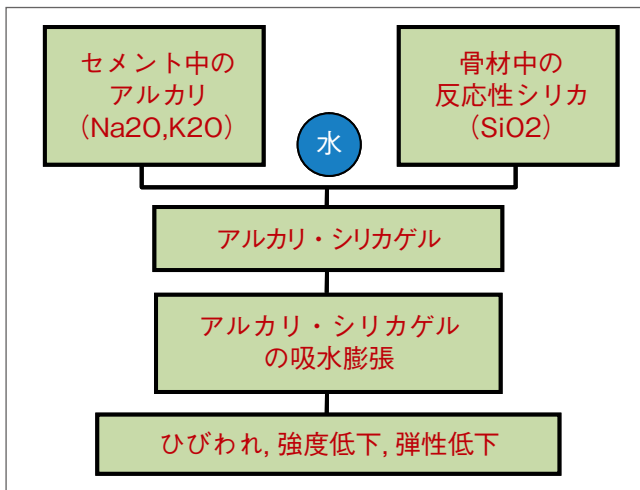 セメント中の
アルカリ
(Na2O,K2O)
骨材中の
反応性シリカ
(SiO2)
水
アルカリ・シリカゲル
アルカリ・シリカゲル
の吸水膨張
ひびわれ, 強度低下, 弾性低下